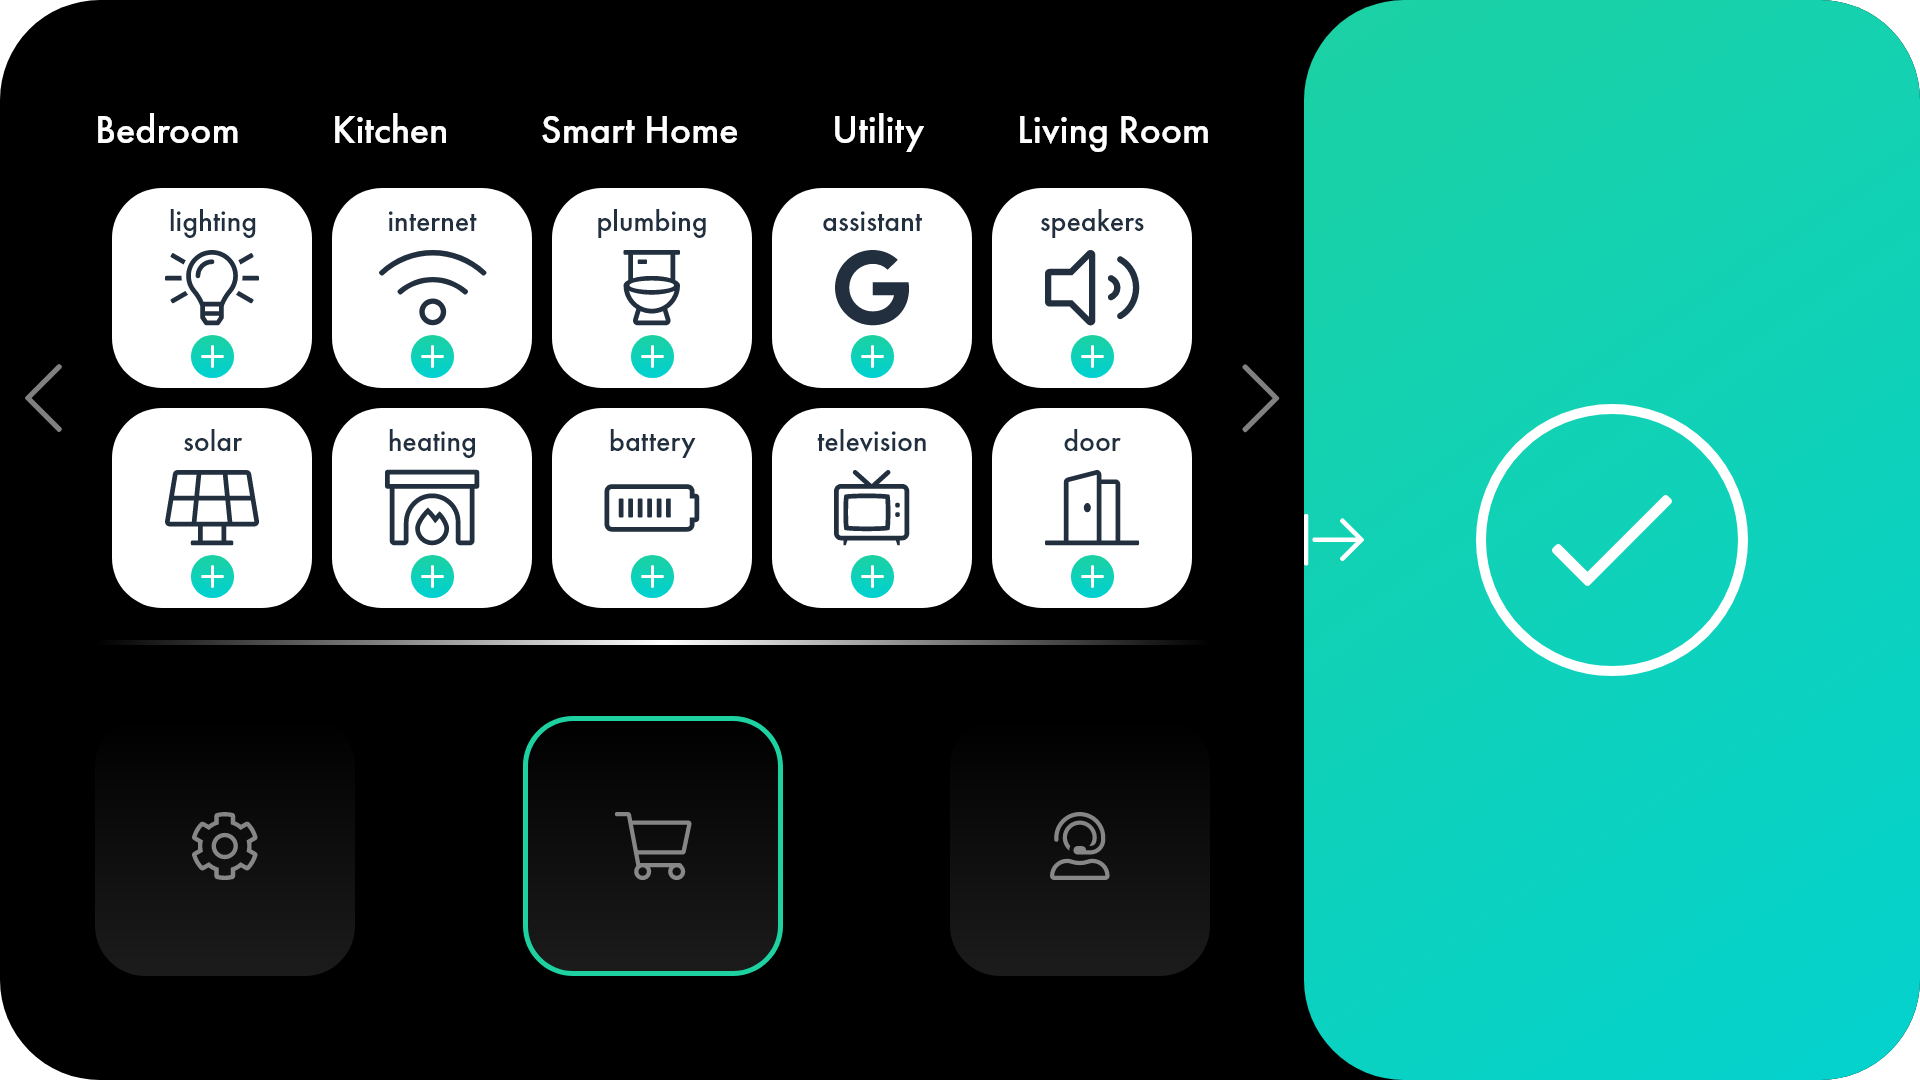 Bedroom Kitchen Smart Home Utility Living Room
lighting internet plumbing assistant speakers
solar heating battery television door